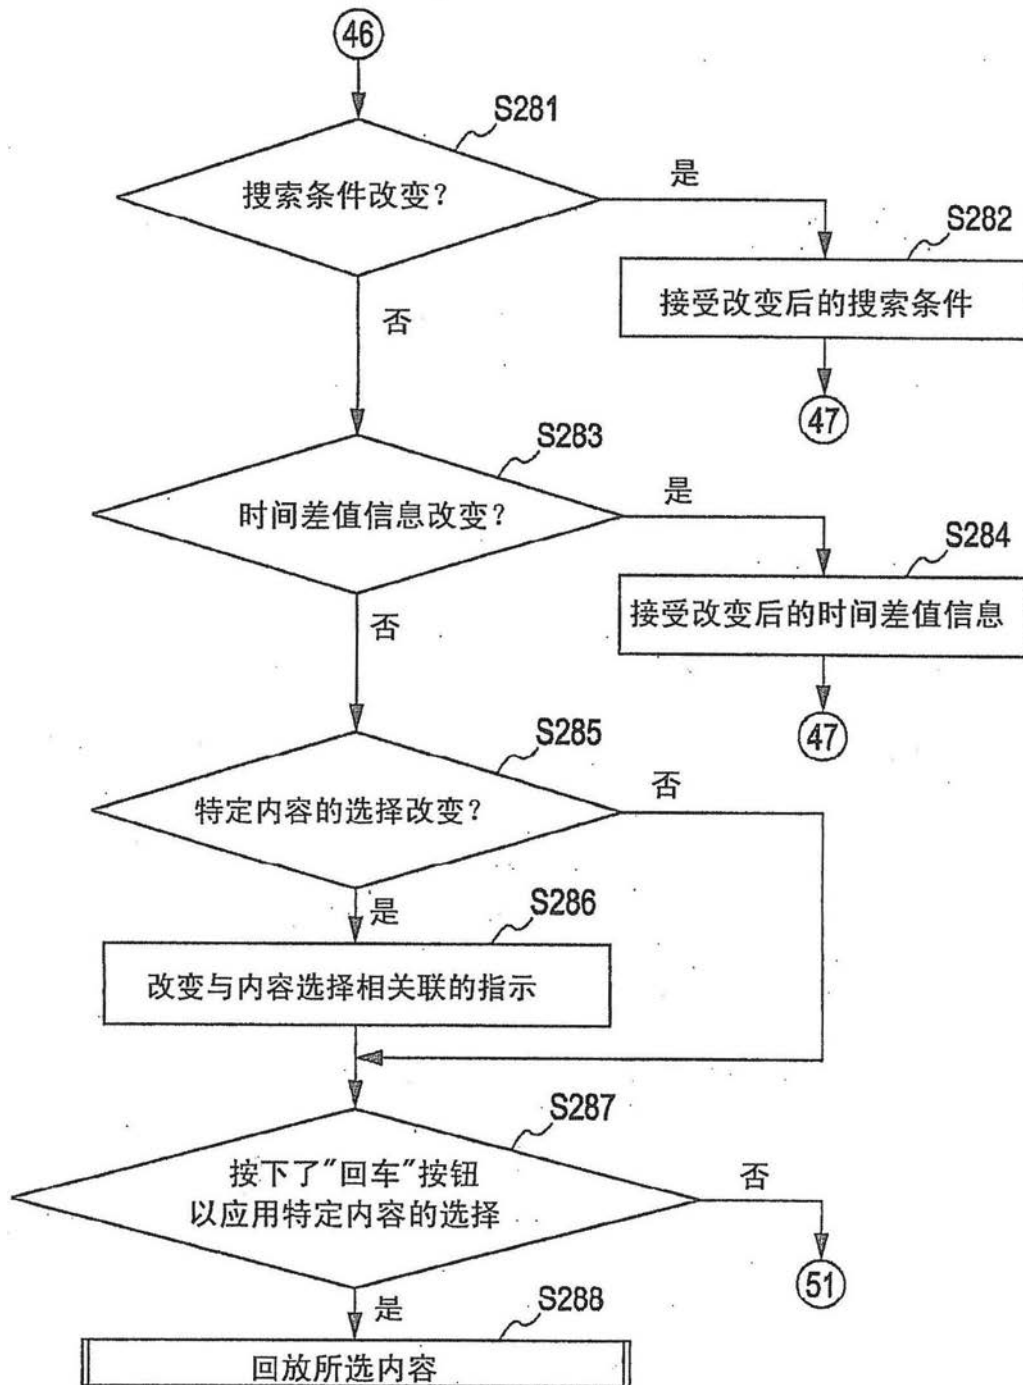 46
S281
搜索条件改变?
是
S282
接受改变后的搜索条件
47
否
S283
时间差值信息改变?
是
S284
接受改变后的时间差值信息
47
否
S285
特定内容的选择改变?
否
是
S286
改变与内容选择相关联的指示
S287
按下了"回车"按钮
以应用特定内容的选择
否
51
是
S288
回放所选内容